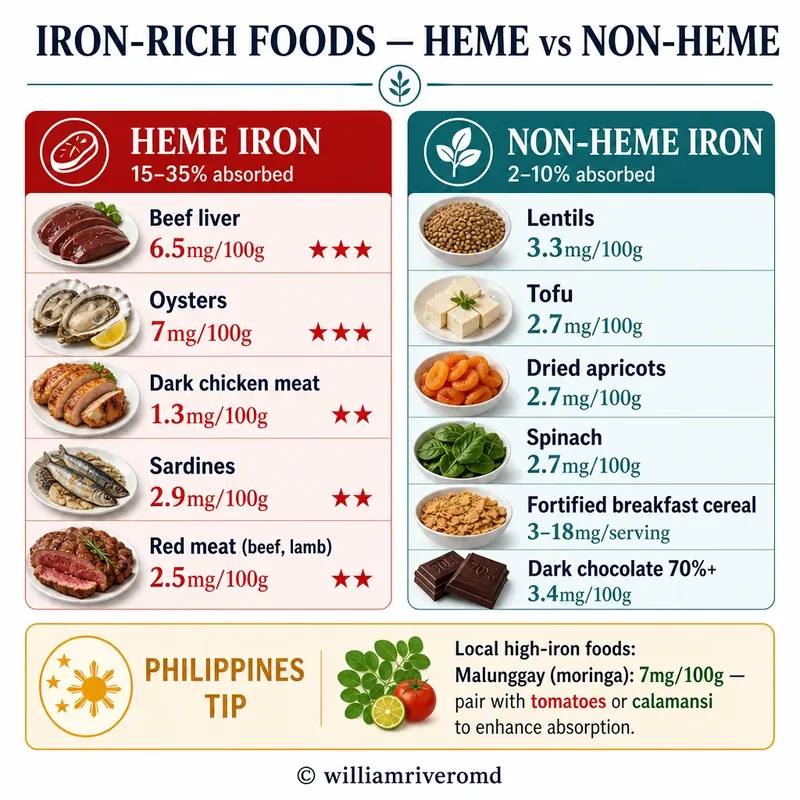 IRON-RICH FOODS — HEME vs NON-HEME
HEME IRON
15–35% absorbed
Beef liver
6.5mg/100g
Oysters
7mg/100g
Dark chicken meat
1.3mg/100g
Sardines
2.9mg/100g
Red meat (beef, lamb)
2.5mg/100g
NON-HEME IRON
2–10% absorbed
Lentils
3.3mg/100g
Tofu
2.7mg/100g
Dried apricots
2.7mg/100g
Spinach
2.7mg/100g
Fortified breakfast cereal
3–18mg/serving
70%
70%
Dark chocolate 70%+
3.4mg/100g
PHILIPPINES
TIP
Local high-iron foods:
Malunggay (moringa): 7mg/100g —
pair with tomatoes or calamansi
to enhance absorption.
© williamriveromd